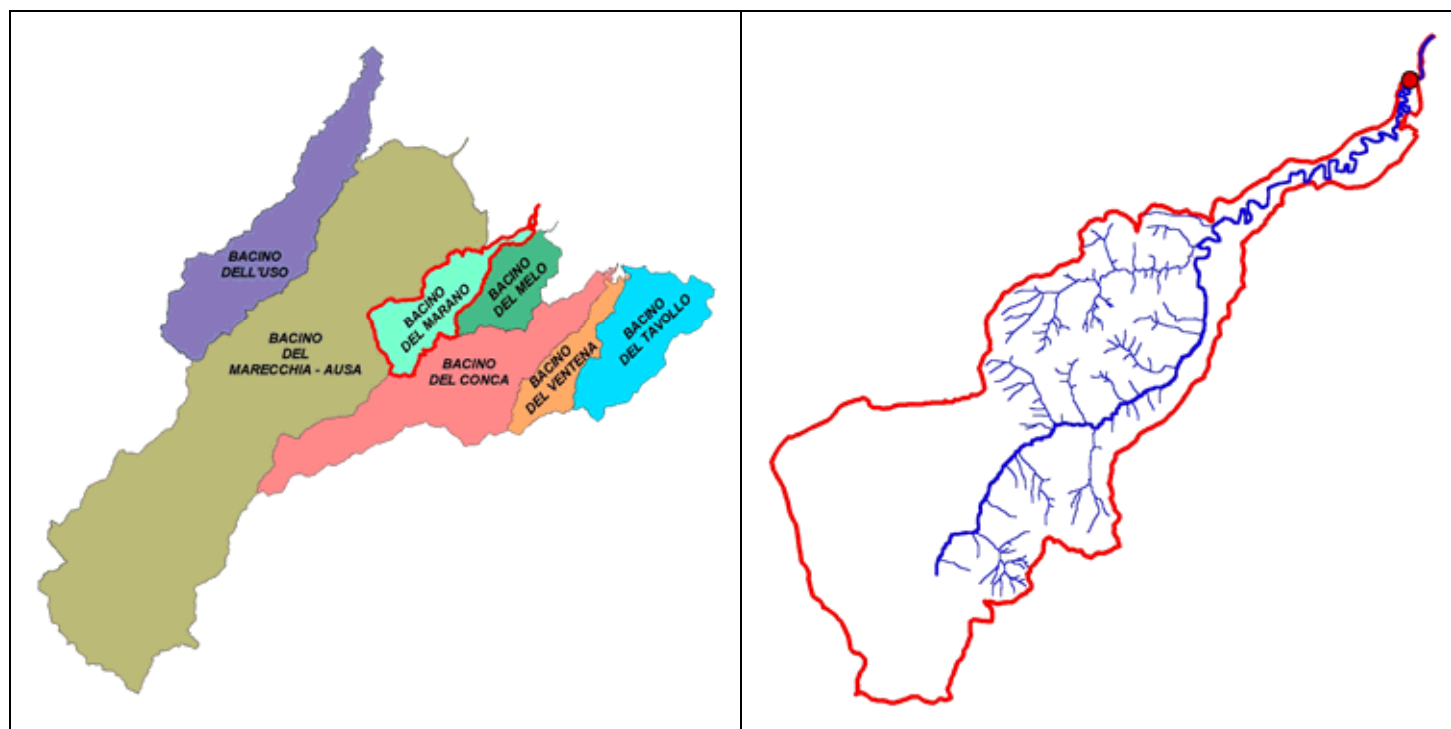 BACINO
DELL'USO
BACINO
DEL
MARECCHIA - AUSA
BACINO
DEL MARANO
BACINO
DEL MELO
BACINO
DEL CONCA
BACINO
DEL VENTENA
BACINO
DEL TAVOLLO